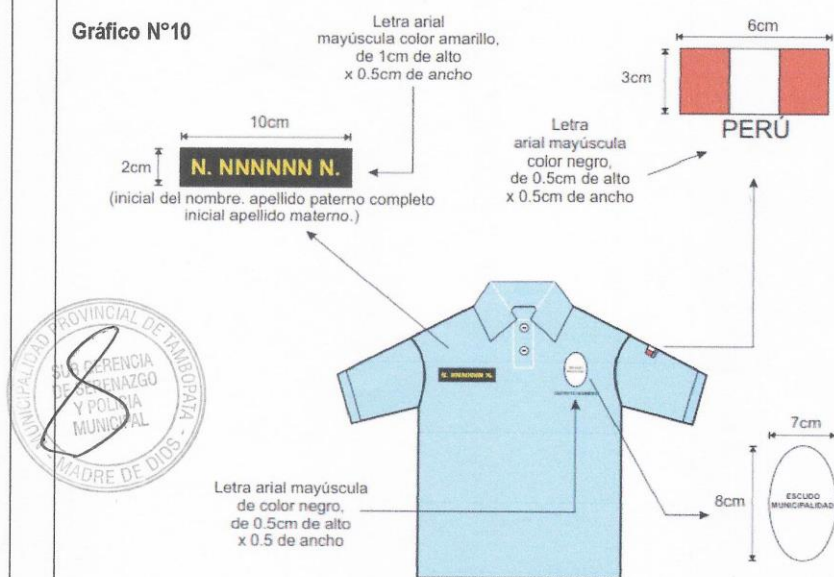 Gráfico N°10
Letra arial
mayúscula color amarillo,
de 1cm de alto
x 0.5cm de ancho
6cm
3cm
PERÚ
10cm
2cm
N. NNNNNN N.
(inicial del nombre. apellido paterno completo
inicial apellido materno.)
Letra
arial mayúscula
color negro,
de 0.5cm de alto
x 0.5cm de ancho
MUNICIPALIDAD PROVINCIAL DE TAMBOPATA
SUB GERENCIA
DE SERENAZGO
Y POLICIA
MUNICIPAL
- MADRE DE DIOS -
N. NNNNNN N.
Letra arial mayúscula
de color negro,
de 0.5cm de alto
x 0.5 de ancho
7cm
8cm
ESCUDO
MUNICIPALIDAD